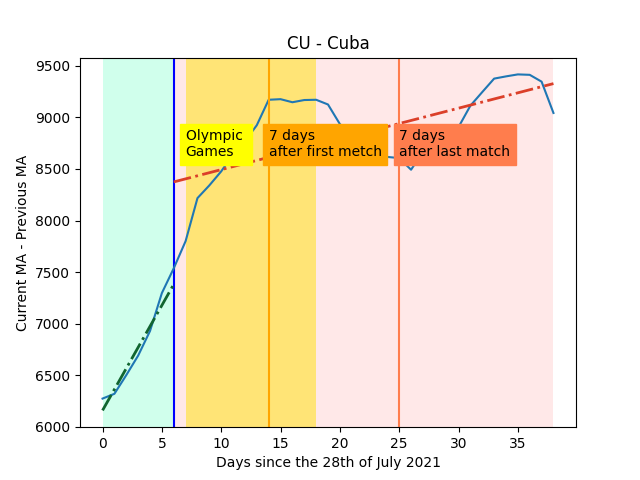 CU - Cuba
Current MA - Previous MA
9500
9000
8500
8000
7500
7000
6500
6000
Olympic
Games
7 days
after first metch
7 days
after last match
0
5
10
15
20
25
30
35
Days since the 28th of July 2021